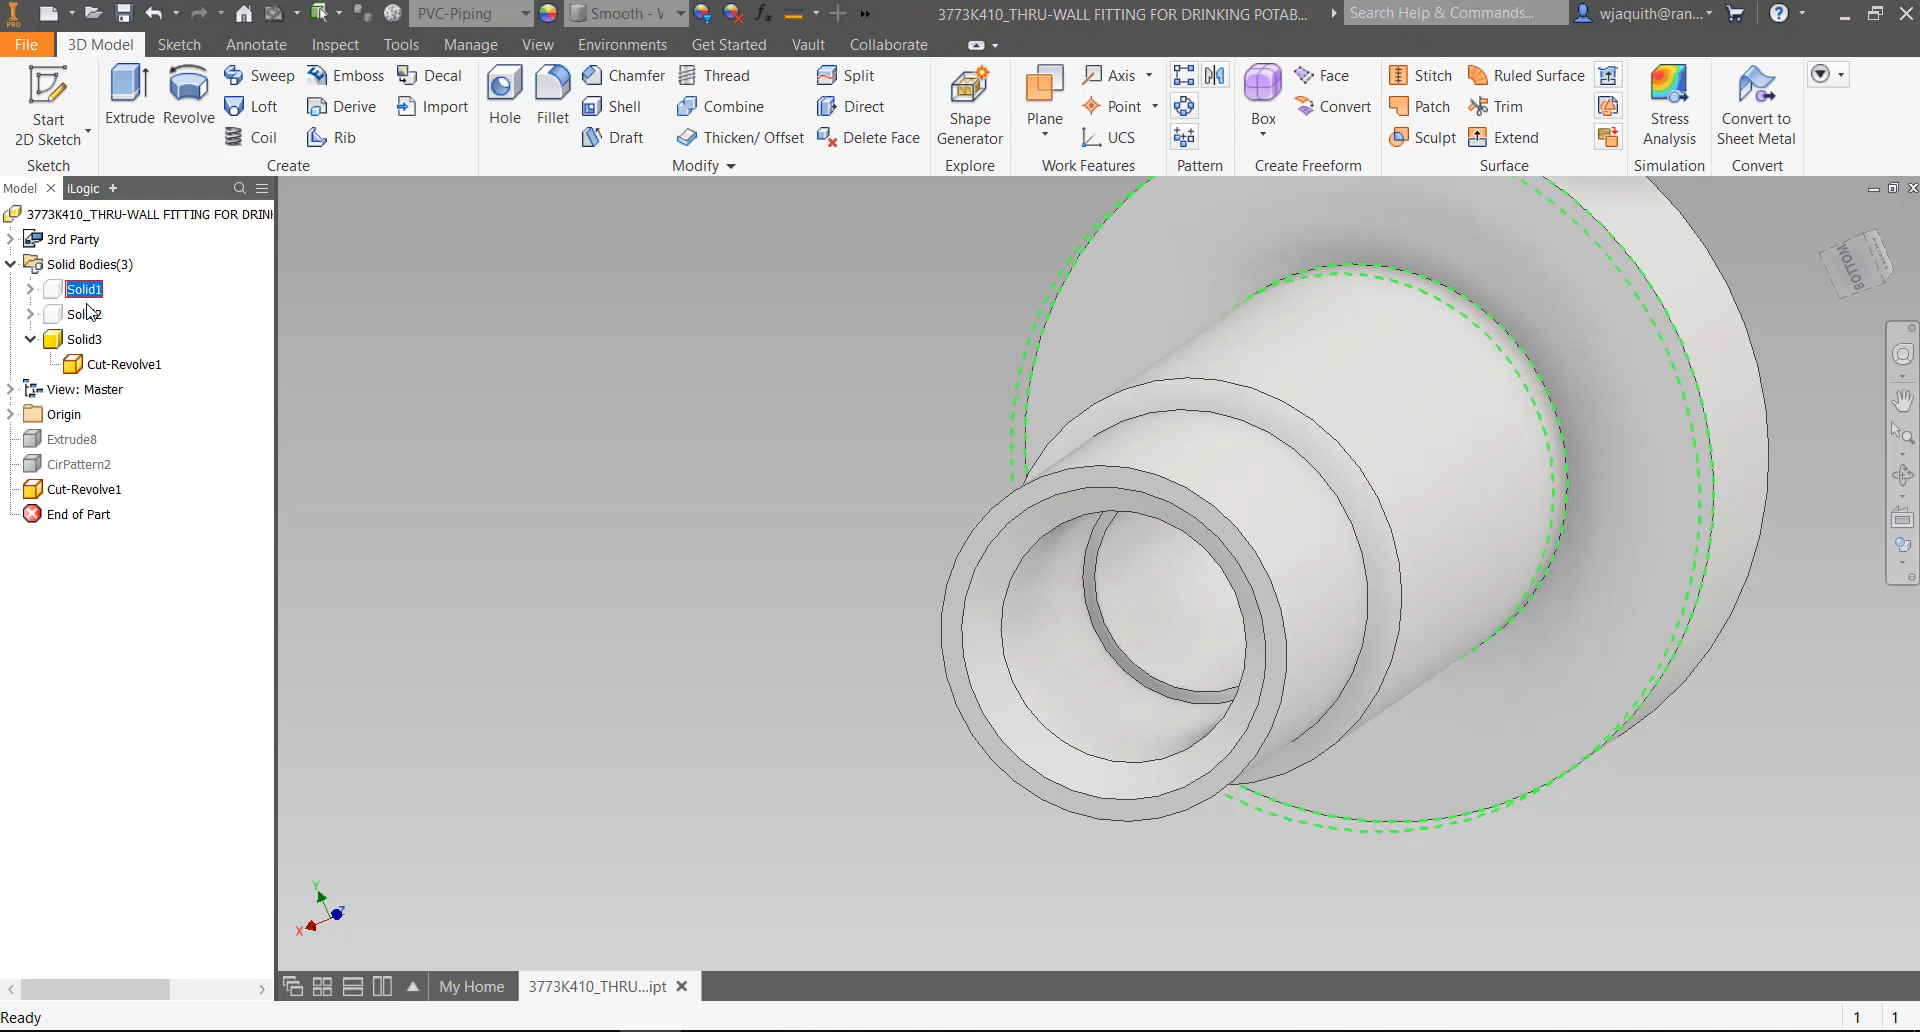 PRO PVC-Piping Smooth - V fx 3773K410_THRU-WALL FITTING FOR DRINKING POTAB... Search Help & Commands... wjaquith@ran...
File 3D Model Sketch Annotate Inspect Tools Manage View Environments Get Started Vault Collaborate
Sweep Emboss Decal Chamfer Thread Split Axis Face Stitch Ruled Surface
Loft Derive Import Shell Combine Direct Point Convert Patch Trim
Start Extrude Revolve Hole Fillet Shape Plane Box Stress Convert to
2D Sketch Coil Rib Draft Thicken/ Offset Delete Face Generator UCS Sculpt Extend Analysis Sheet Metal
Sketch Create Modify Explore Work Features Pattern Create Freeform Surface Simulation Convert
Model iLogic
3773K410_THRU-WALL FITTING FOR DRINK
3rd Party
Solid Bodies(3)
Solid1
Solid2
Solid3
Cut-Revolve1
View: Master
Origin
Extrude8
CirPattern2
Cut-Revolve1
End of Part
BOTTOM
Y
Z
X
My Home 3773K410_THRU...ipt
Ready 1 1